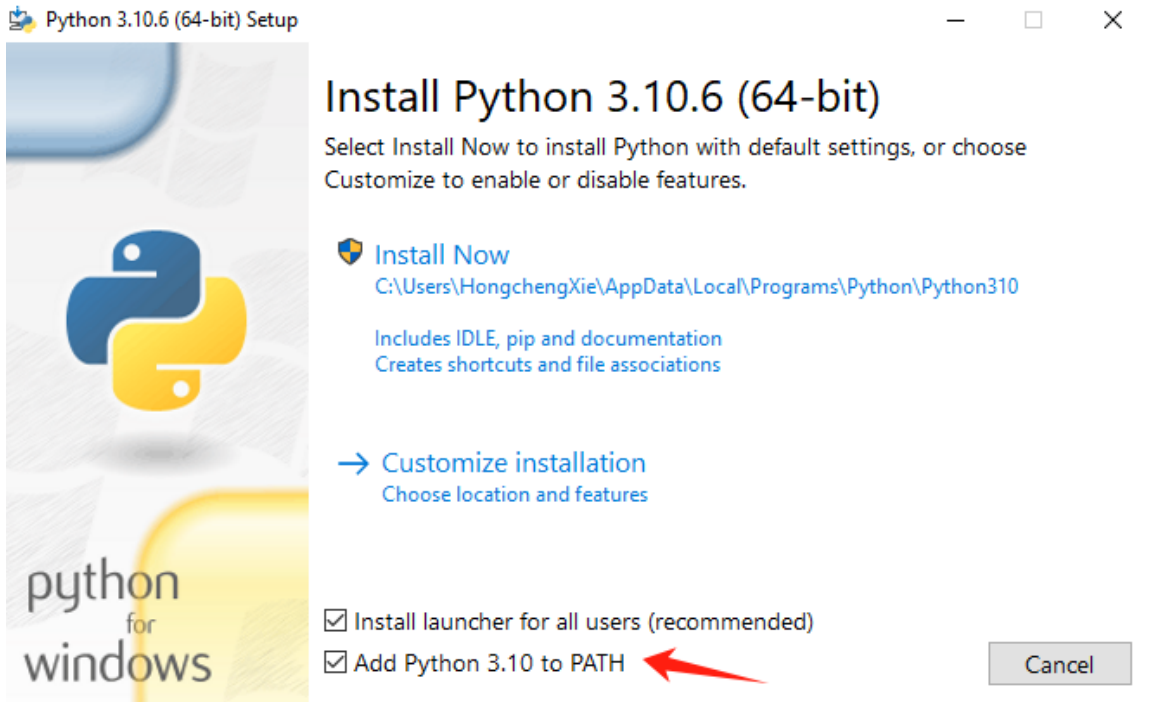 Python 3.10.6 (64-bit) Setup
Install Python 3.10.6 (64-bit)
Select Install Now to install Python with default settings, or choose
Customize to enable or disable features.
Install Now
C:\Users\HongchengXie\AppData\Local\Programs\Python\Python310
Includes IDLE, pip and documentation
Creates shortcuts and file associations
Customize installation
Choose location and features
python
for
windows
Install launcher for all users (recommended)
Add Python 3.10 to PATH
Cancel